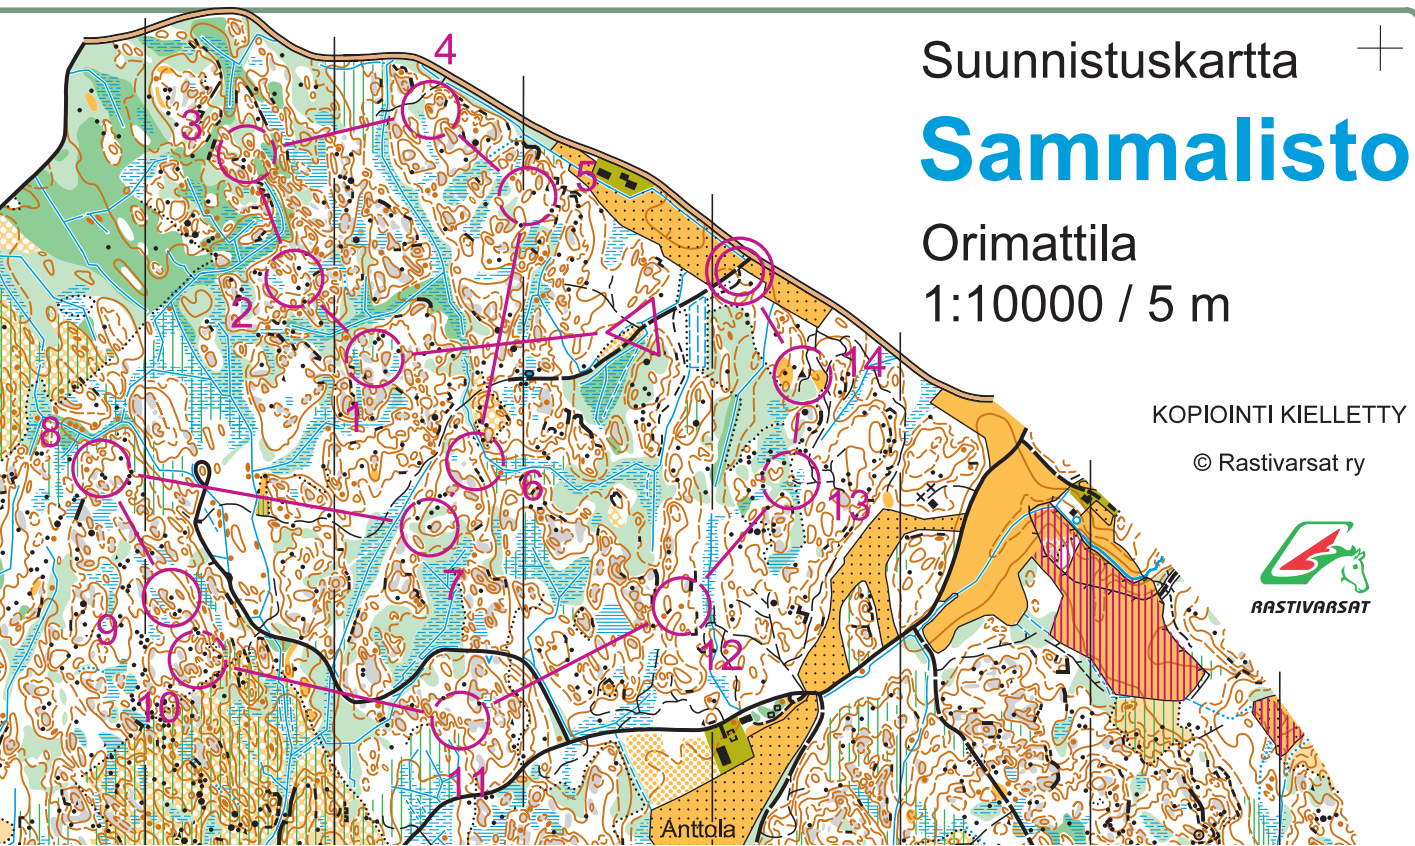 Suunnistuskartta
Sammalisto
Orimattila
1:10000 / 5 m
KOPIOINTI KIELLETTY
© Rastivarsat ry
RASTIVARSAT
4
3
5
2
14
1
8
6
13
7
9
12
10
11
Anttola